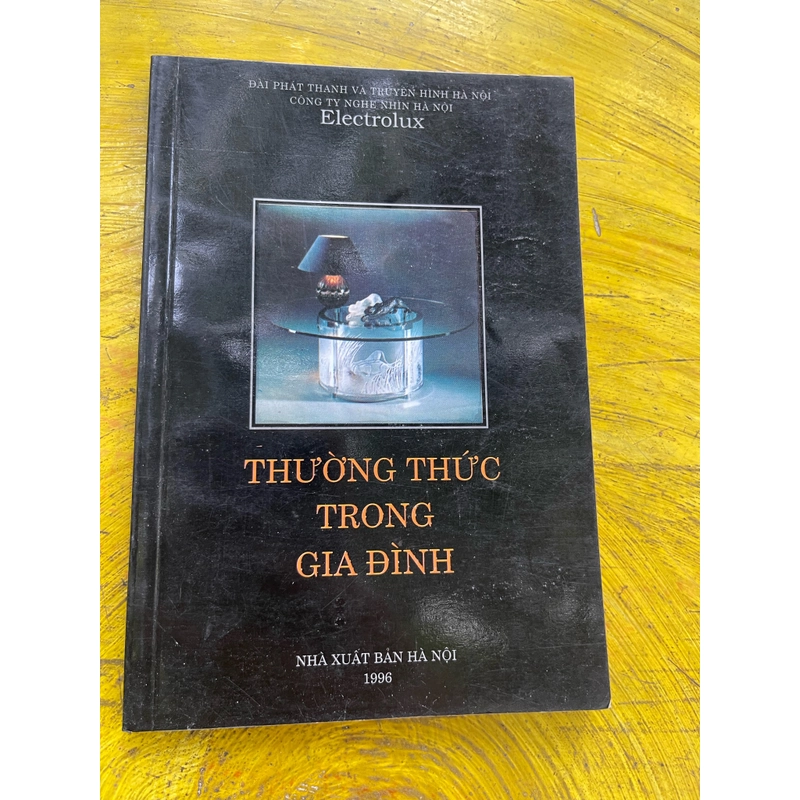 ĐÀI PHÁT THANH VÀ TRUYỀN HÌNH HÀ NỘI
CÔNG TY NGHE NHÌN HÀ NỘI
Electrolux
THƯỜNG THỨC
TRONG
GIA ĐÌNH
NHÀ XUẤT BẢN HÀ NỘI
1996